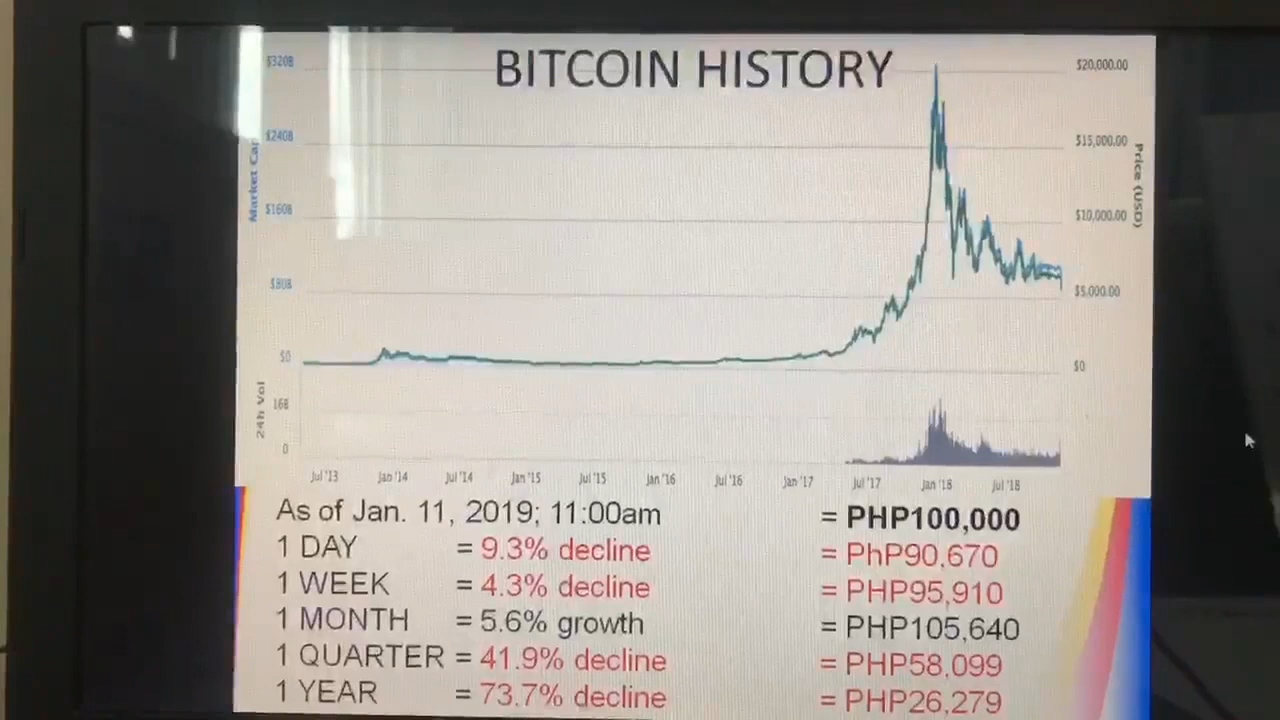 BITCOIN HISTORY
$320B
$20,000.00
$240B
$15,000.00
Market Cap
Price (USD)
$160B
$10,000.00
$80B
$5,000.00
$0
$0
24h Vol
16B
0
Jul '13 Jan '14 Jul '14 Jan '15 Jul '15 Jan '16 Jul '16 Jan '17 Jul '17 Jan '18 Jul '18
As of Jan. 11, 2019; 11:00am = PHP100,000
1 DAY = 9.3% decline = PhP90,670
1 WEEK = 4.3% decline = PHP95,910
1 MONTH = 5.6% growth = PHP105,640
1 QUARTER = 41.9% decline = PHP58,099
1 YEAR = 73.7% decline = PHP26,279